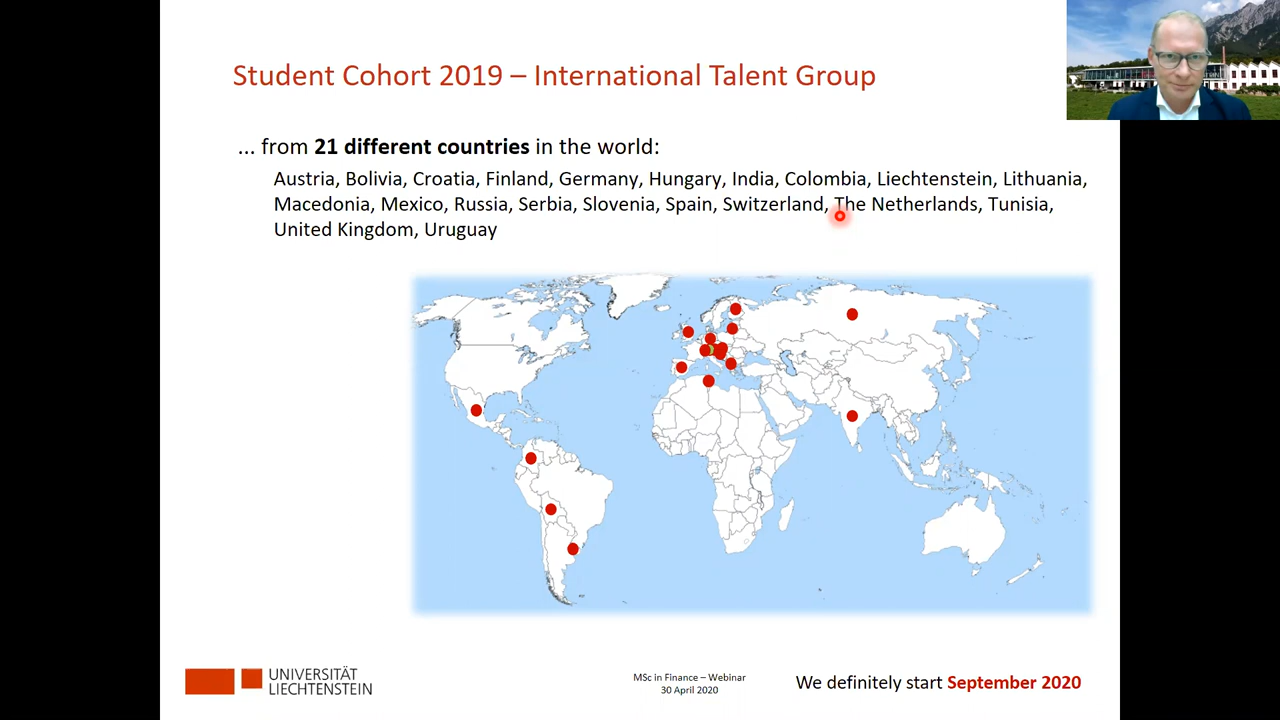 Student Cohort 2019 – International Talent Group
... from 21 different countries in the world:
Austria, Bolivia, Croatia, Finland, Germany, Hungary, India, Colombia, Liechtenstein, Lithuania,
Macedonia, Mexico, Russia, Serbia, Slovenia, Spain, Switzerland, The Netherlands, Tunisia,
United Kingdom, Uruguay
UNIVERSITÄT
LIECHTENSTEIN
MSc in Finance – Webinar
30 April 2020
We definitely start September 2020